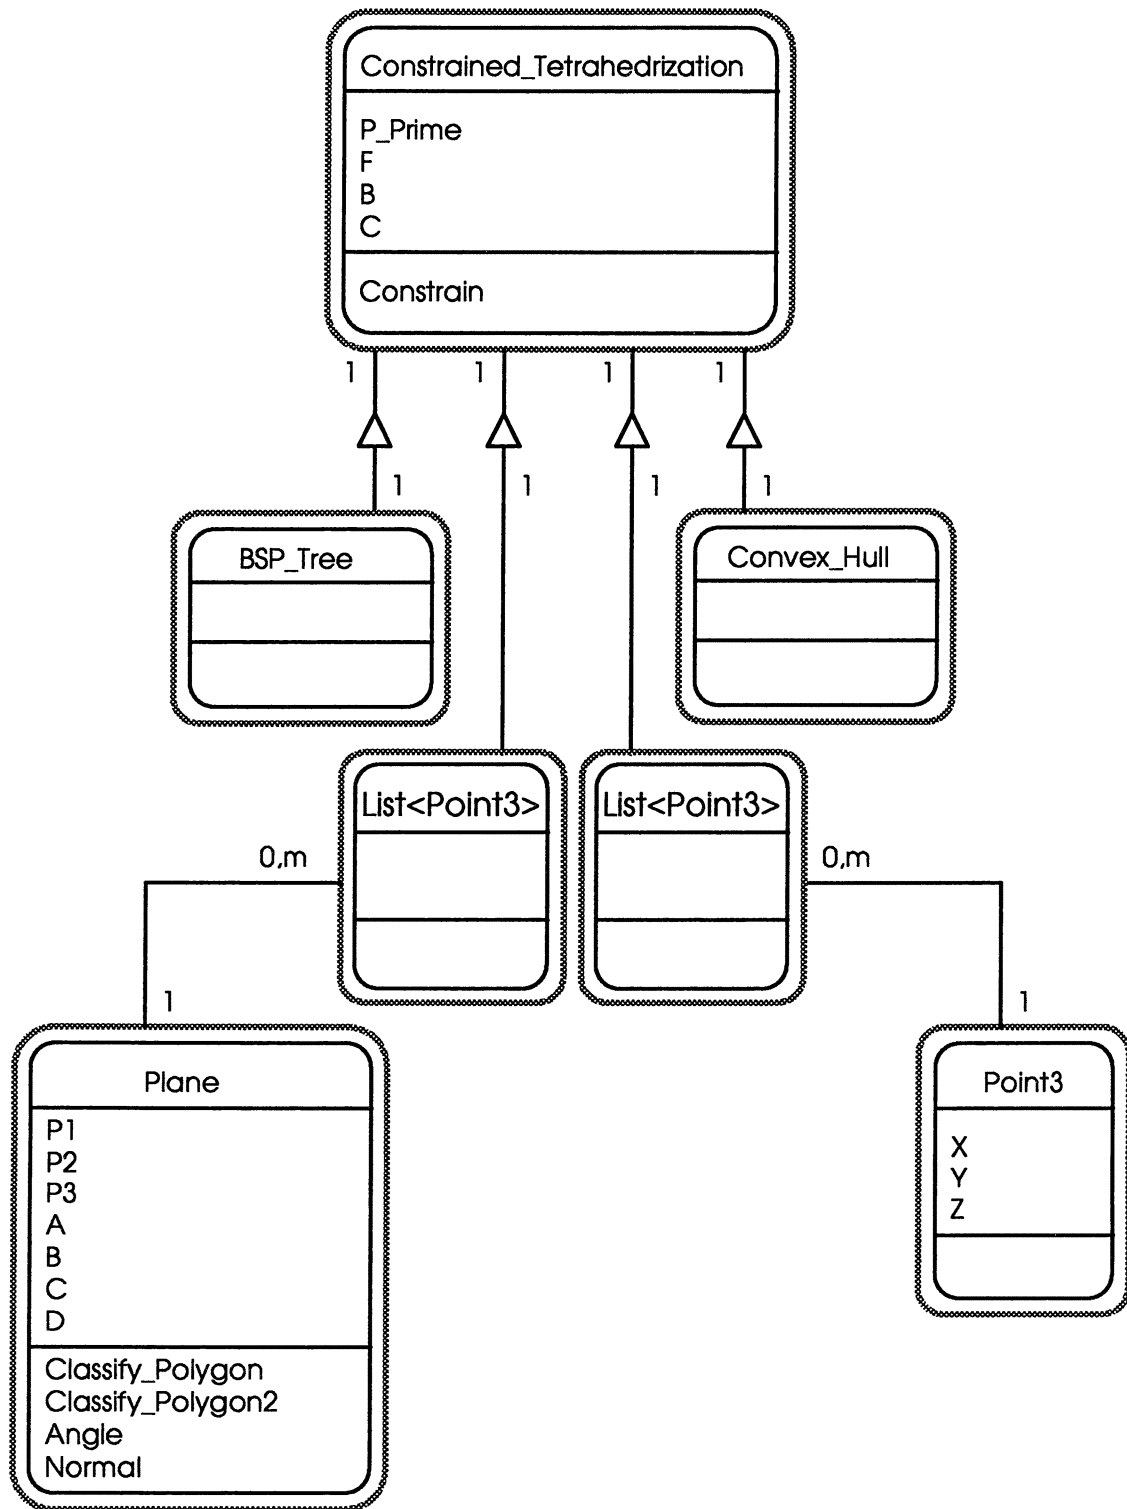 Constrained_Tetrahedrization
P_Prime
F
B
C
Constrain
1
1
1
1
1
1
1
1
BSP_Tree
Convex_Hull
List<Point3>
List<Point3>
0,m
0,m
1
1
Plane
P1
P2
P3
A
B
C
D
Classify_Polygon
Classify_Polygon2
Angle
Normal
Point3
X
Y
Z